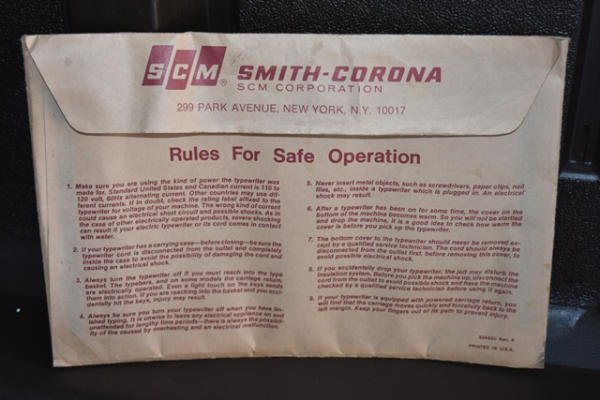 SCM® SMITH-CORONA
SCM CORPORATION
299 PARK AVENUE, NEW YORK, N.Y. 10017
Rules For Safe Operation
1. Make sure you are using the kind of power the typewriter was
made for. Standard United States and Canadian current is 110 to
120 volt, 60Hz alternating current. Other countries may use dif-
ferent currents. If in doubt, check the rating label affixed to the
typewriter for voltage of your machine. The wrong kind of current
could cause an electrical short circuit and possible shocks. As in
the case of other electrically operated products, severe shocking
can result if your electric typewriter or its cord comes in contact
with water.
2. If your typewriter has a carrying case—before closing—be sure the
typewriter cord is disconnected from the outlet and completely
inside the case to avoid the possibility of damaging the cord and
causing an electrical shock.
3. Always turn the typewriter off if you must reach into the type
basket. The typebars, and on some models the carriage return,
are electrically operated. Even a light touch on the keys sends
them into action. If you are reaching into the basket and you acci-
dentally hit the keys, injury may result.
4. Always be sure you turn your typewriter off when you have fin-
ished typing. It is unwise to leave any electrical appliance on and
unattended for lengthy time periods—there is always the possibil-
ity of fire caused by overheating and an electrical malfunction.
5. Never insert metal objects, such as screwdrivers, paper clips, nail
files, etc., inside a typewriter which is plugged in. An electrical
shock may result.
6. After a typewriter has been on for some time, the cover on the
bottom of the machine becomes warm. So you will not be startled
and drop the machine, it is a good idea to check how warm the
cover is before you pick up the typewriter.
7. The bottom cover to the typewriter should never be removed ex-
cept by a qualified service technician. The cord should always be
disconnected from the outlet first, before removing this cover, to
avoid possible electrical shock.
8. If you accidentally drop your typewriter, the jolt may disturb the
insulation system. Before you pick the machine up, disconnect the
cord from the outlet to avoid possible shock and have the machine
checked by a qualified service technician before using it again.
9. If your typewriter is equipped with powered carriage return, you
will find that the carriage moves quickly and forcefully back to the
left margin. Keep your fingers out of its path to prevent injury.
Rev. A
PRINTED IN U.S.A.